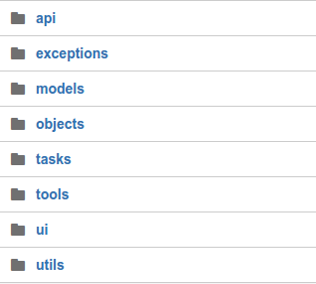 api
exceptions
models
objects
tasks
tools
ui
utils